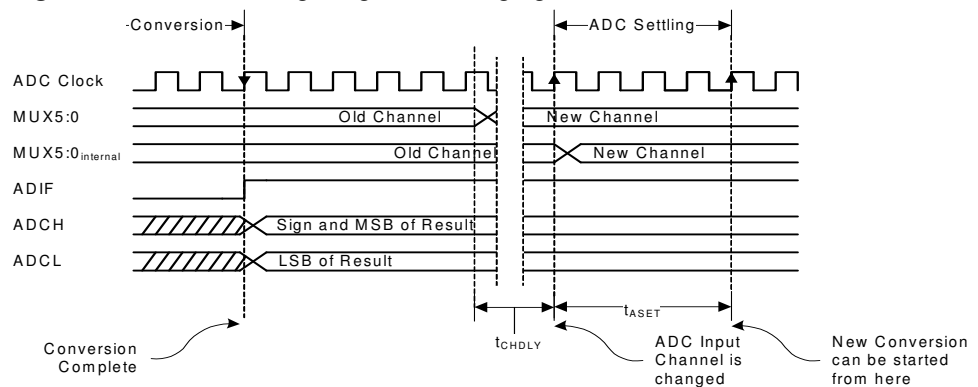 -Conversion
ADC Settling
ADC Clock
MUX5:0
Old Channel
New Channel
MUX5:0internal
Old Channel
New Channel
ADIF
ADCH
Sign and MSB of Result
ADCL
LSB of Result
tCHDLY
tASET
Conversion
Complete
ADC Input
Channel is
changed
New Conversion
can be started
from here